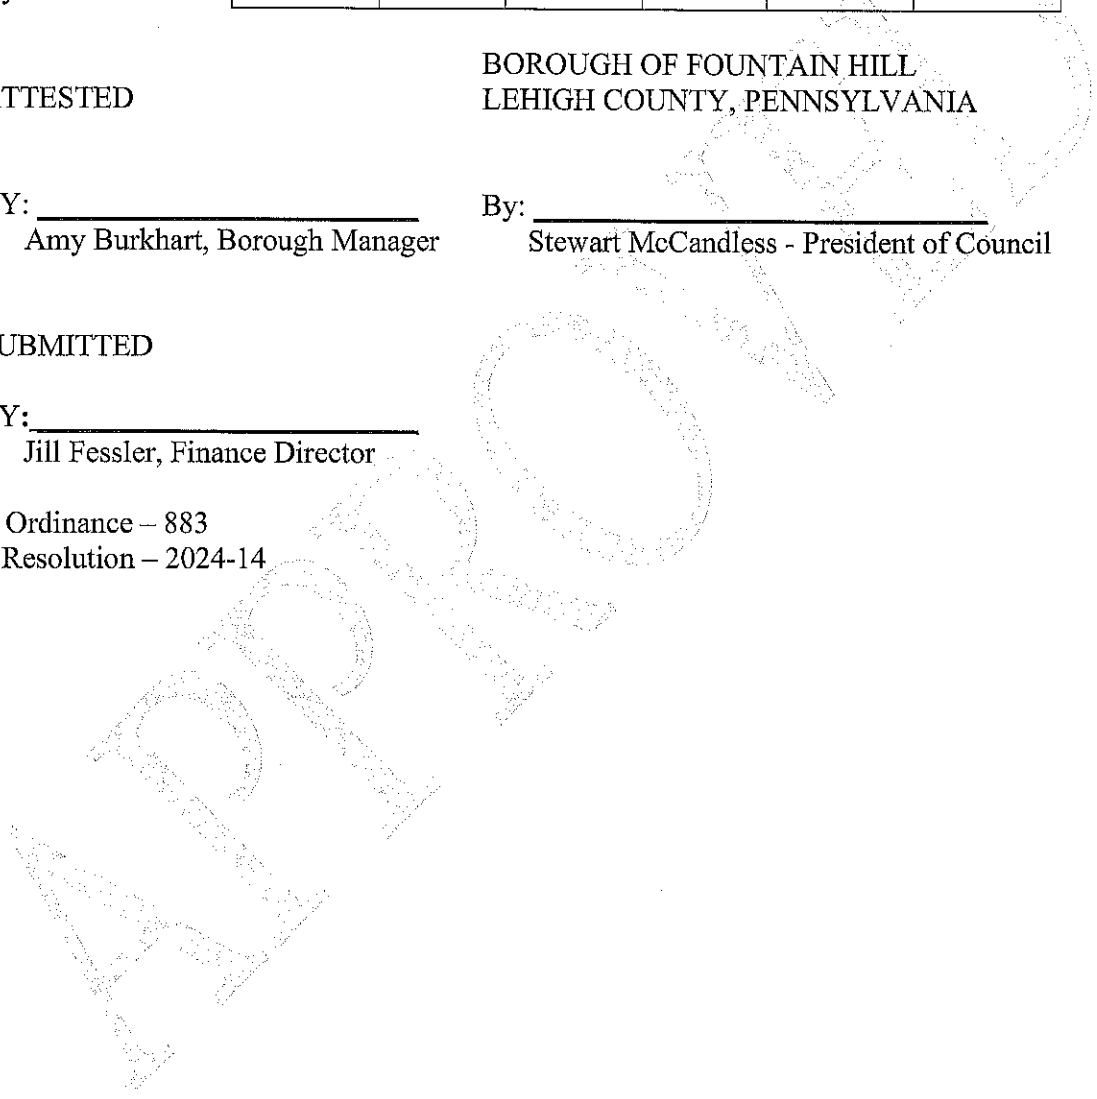 BOROUGH OF FOUNTAIN HILL
TTESTED
LEHIGH COUNTY, PENNSYLVANIA
Y:
By:
Amy Burkhart, Borough Manager
Stewart McCandless - President of Council
UBMITTED
Y:
Jill Fessler, Finance Director
Ordinance – 883
Resolution – 2024-14
APPROVED